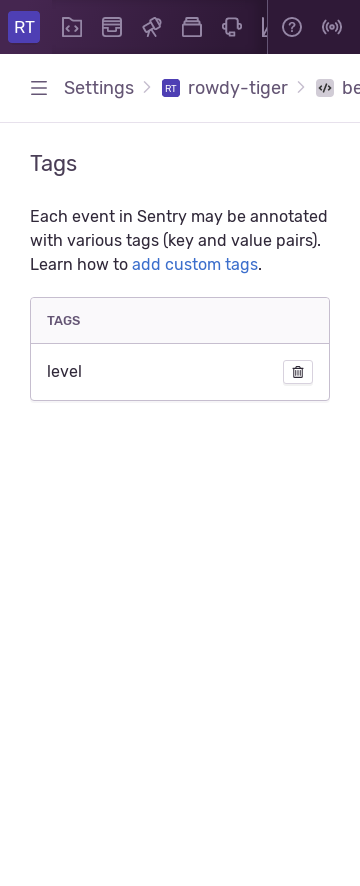 RT
Settings
RT
rowdy-tiger
be
Tags
Each event in Sentry may be annotated
with various tags (key and value pairs).
Learn how to add custom tags.
TAGS
level